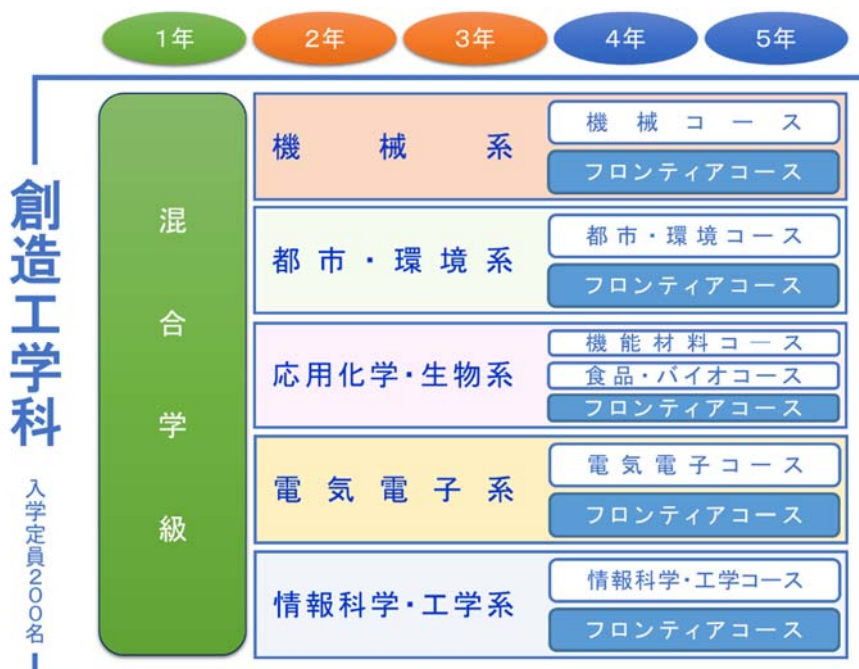 1年
2年
3年
4年
5年
創造工学科
入学定員200名
混合学級
機械系
機械コース
フロンティアコース
都市・環境系
都市・環境コース
フロンティアコース
応用化学・生物系
機能材料コース
食品・バイオコース
フロンティアコース
電気電子系
電気電子コース
フロンティアコース
情報科学・工学系
情報科学・工学コース
フロンティアコース